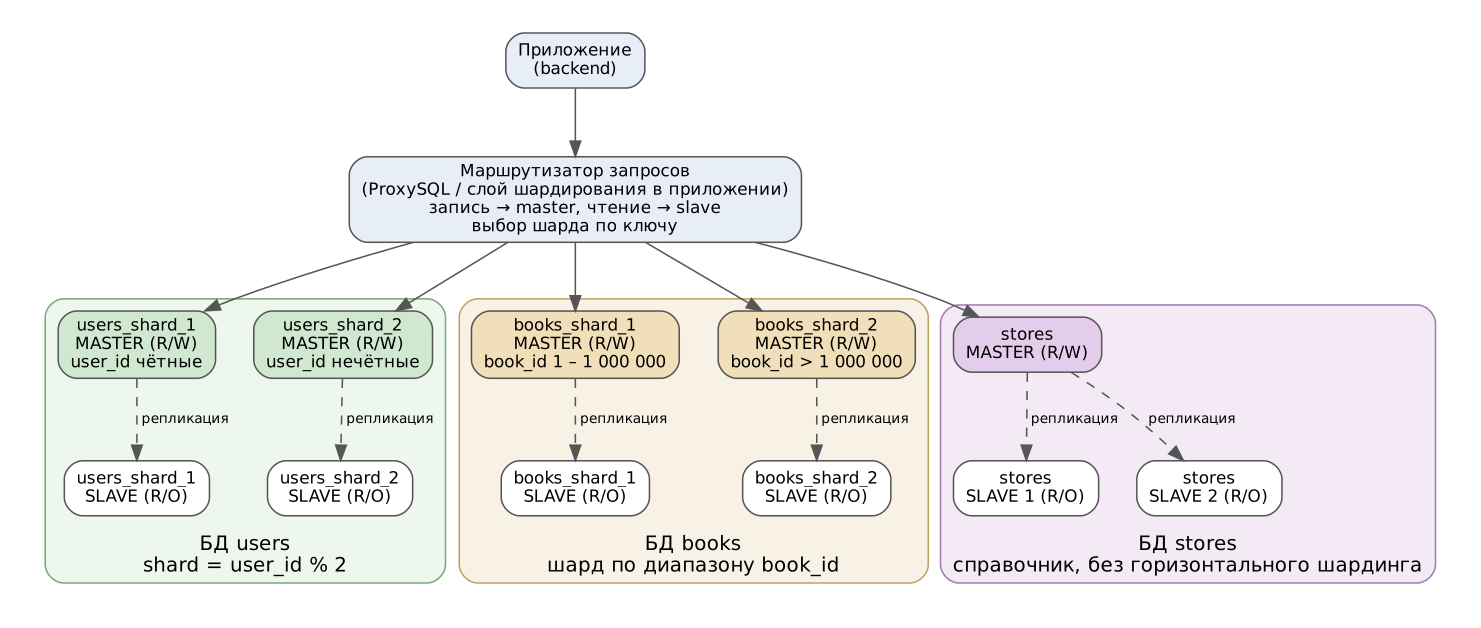 Приложение
(backend)
Маршрутизатор запросов
(ProxySQL / слой шардирования в приложении)
запись → master, чтение → slave
выбор шарда по ключу
users_shard_1
MASTER (R/W)
user_id чётные
users_shard_2
MASTER (R/W)
user_id нечётные
books_shard_1
MASTER (R/W)
book_id 1 – 1 000 000
books_shard_2
MASTER (R/W)
book_id > 1 000 000
stores
MASTER (R/W)
репликация
репликация
репликация
репликация
репликация
репликация
users_shard_1
SLAVE (R/O)
users_shard_2
SLAVE (R/O)
books_shard_1
SLAVE (R/O)
books_shard_2
SLAVE (R/O)
stores
SLAVE 1 (R/O)
stores
SLAVE 2 (R/O)
БД users
shard = user_id % 2
БД books
шард по диапазону book_id
БД stores
справочник, без горизонтального шардинга